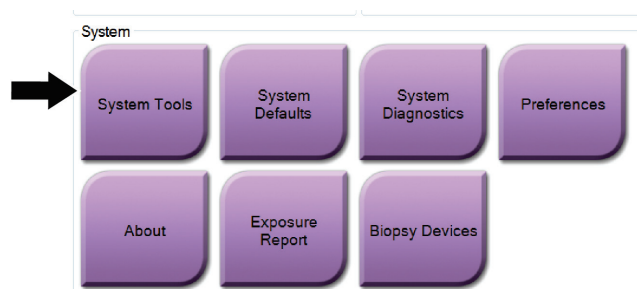 System
System Tools
System
Defaults
System
Diagnostics
Preferences
About
Exposure
Report
Biopsy Devices